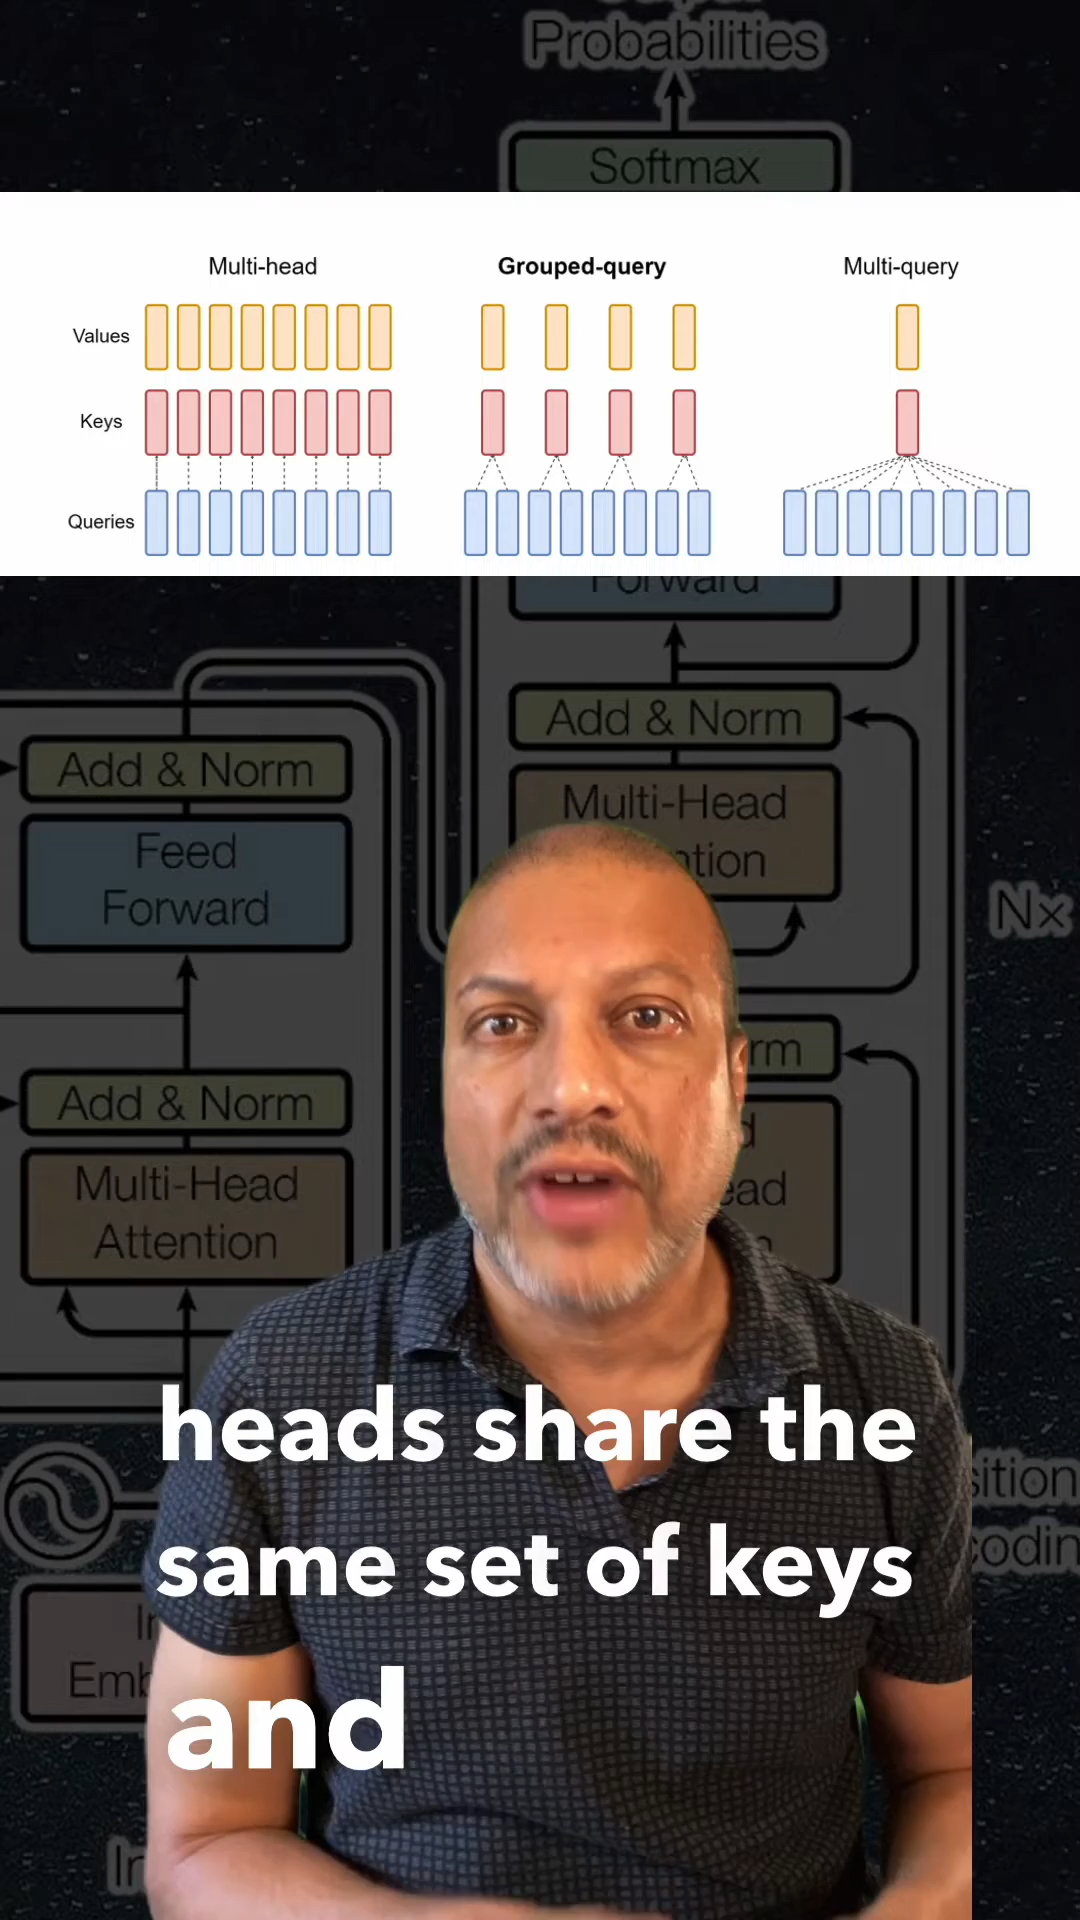 Probabilities
Softmax
Multi-head
Grouped-query
Multi-query
Values
Keys
Queries
Forward
Add & Norm
Multi-Head
Add & Norm
Feed
Forward
Nx
Add & Norm
Multi-Head
Attention
heads share the
same set of keys
and